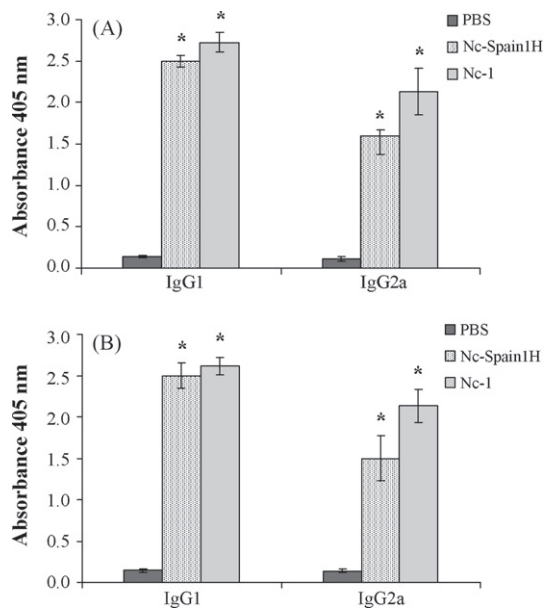 (A)
Absorbance 405 nm
3.0
2.5
2.0
1.5
1.0
0.5
0.0
* * * *
IgG1 IgG2a
PBS
Nc-Spain1H
Nc-1
(B)
Absorbance 405 nm
3.0
2.5
2.0
1.5
1.0
0.5
0.0
* * * *
IgG1 IgG2a
PBS
Nc-Spain1H
Nc-1